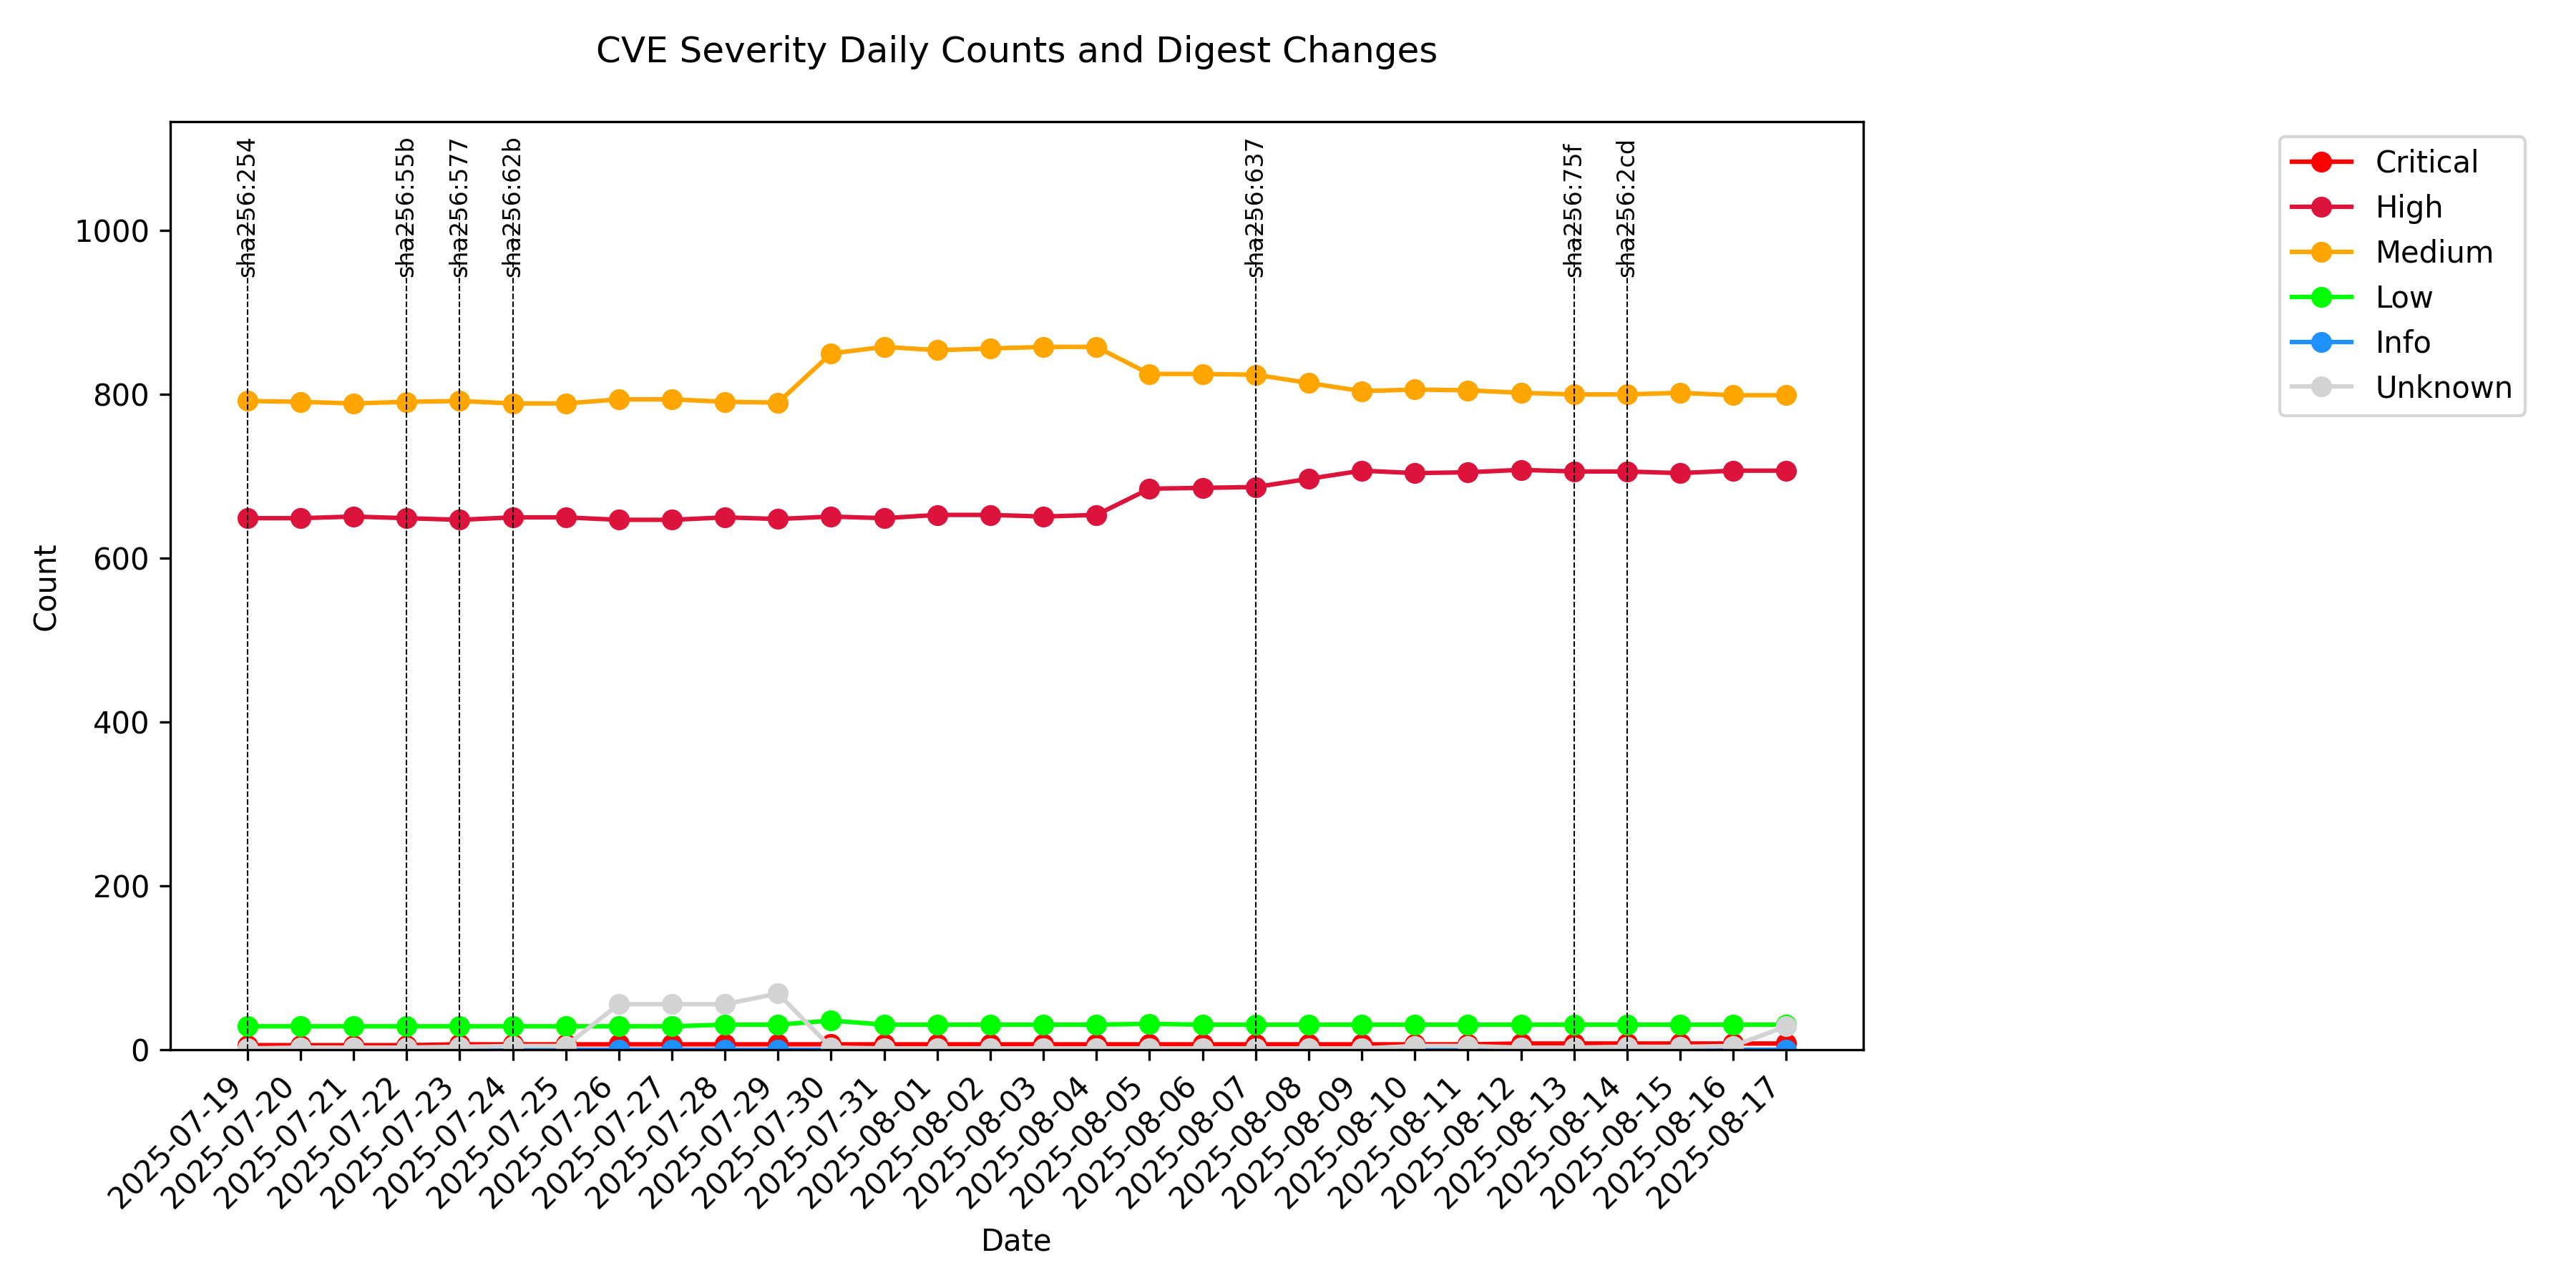 CVE Severity Daily Counts and Digest Changes
sha256:254
sha256:55b
sha256:577
sha256:62b
sha256:637
sha256:75f
sha256:2cd
Critical
High
Medium
Low
Info
Unknown
Count
1000
800
600
400
200
0
2025-07-19
2025-07-20
2025-07-21
2025-07-22
2025-07-23
2025-07-24
2025-07-25
2025-07-26
2025-07-27
2025-07-28
2025-07-29
2025-07-30
2025-07-31
2025-08-01
2025-08-02
2025-08-03
2025-08-04
2025-08-05
2025-08-06
2025-08-07
2025-08-08
2025-08-09
2025-08-10
2025-08-11
2025-08-12
2025-08-13
2025-08-14
2025-08-15
2025-08-16
2025-08-17
Date